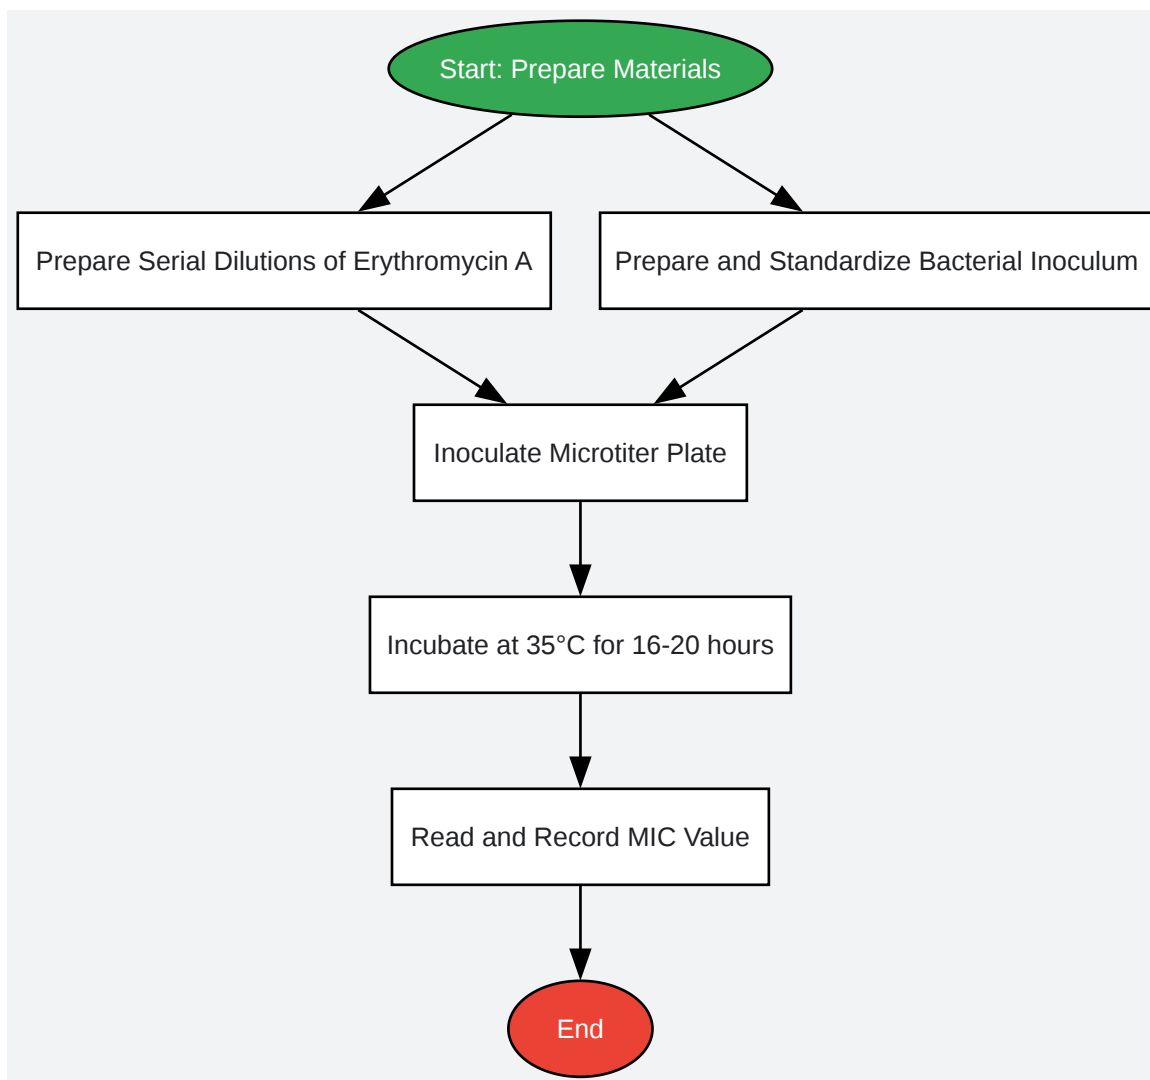 Start: Prepare Materials
Prepare Serial Dilutions of Erythromycin A
Prepare and Standardize Bacterial Inoculum
Inoculate Microtiter Plate
Incubate at 35°C for 16-20 hours
Read and Record MIC Value
End